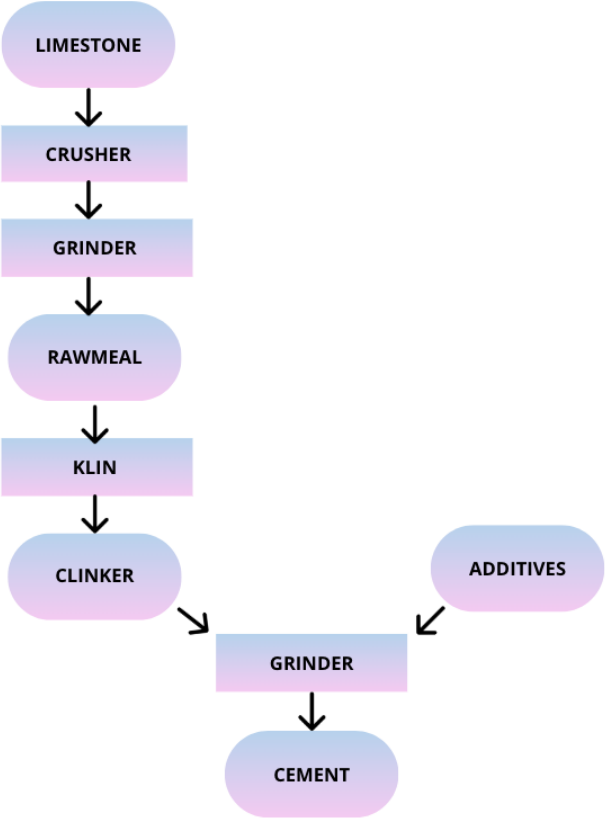 LIMESTONE
CRUSHER
GRINDER
RAWMEAL
KLIN
CLINKER
ADDITIVES
GRINDER
CEMENT